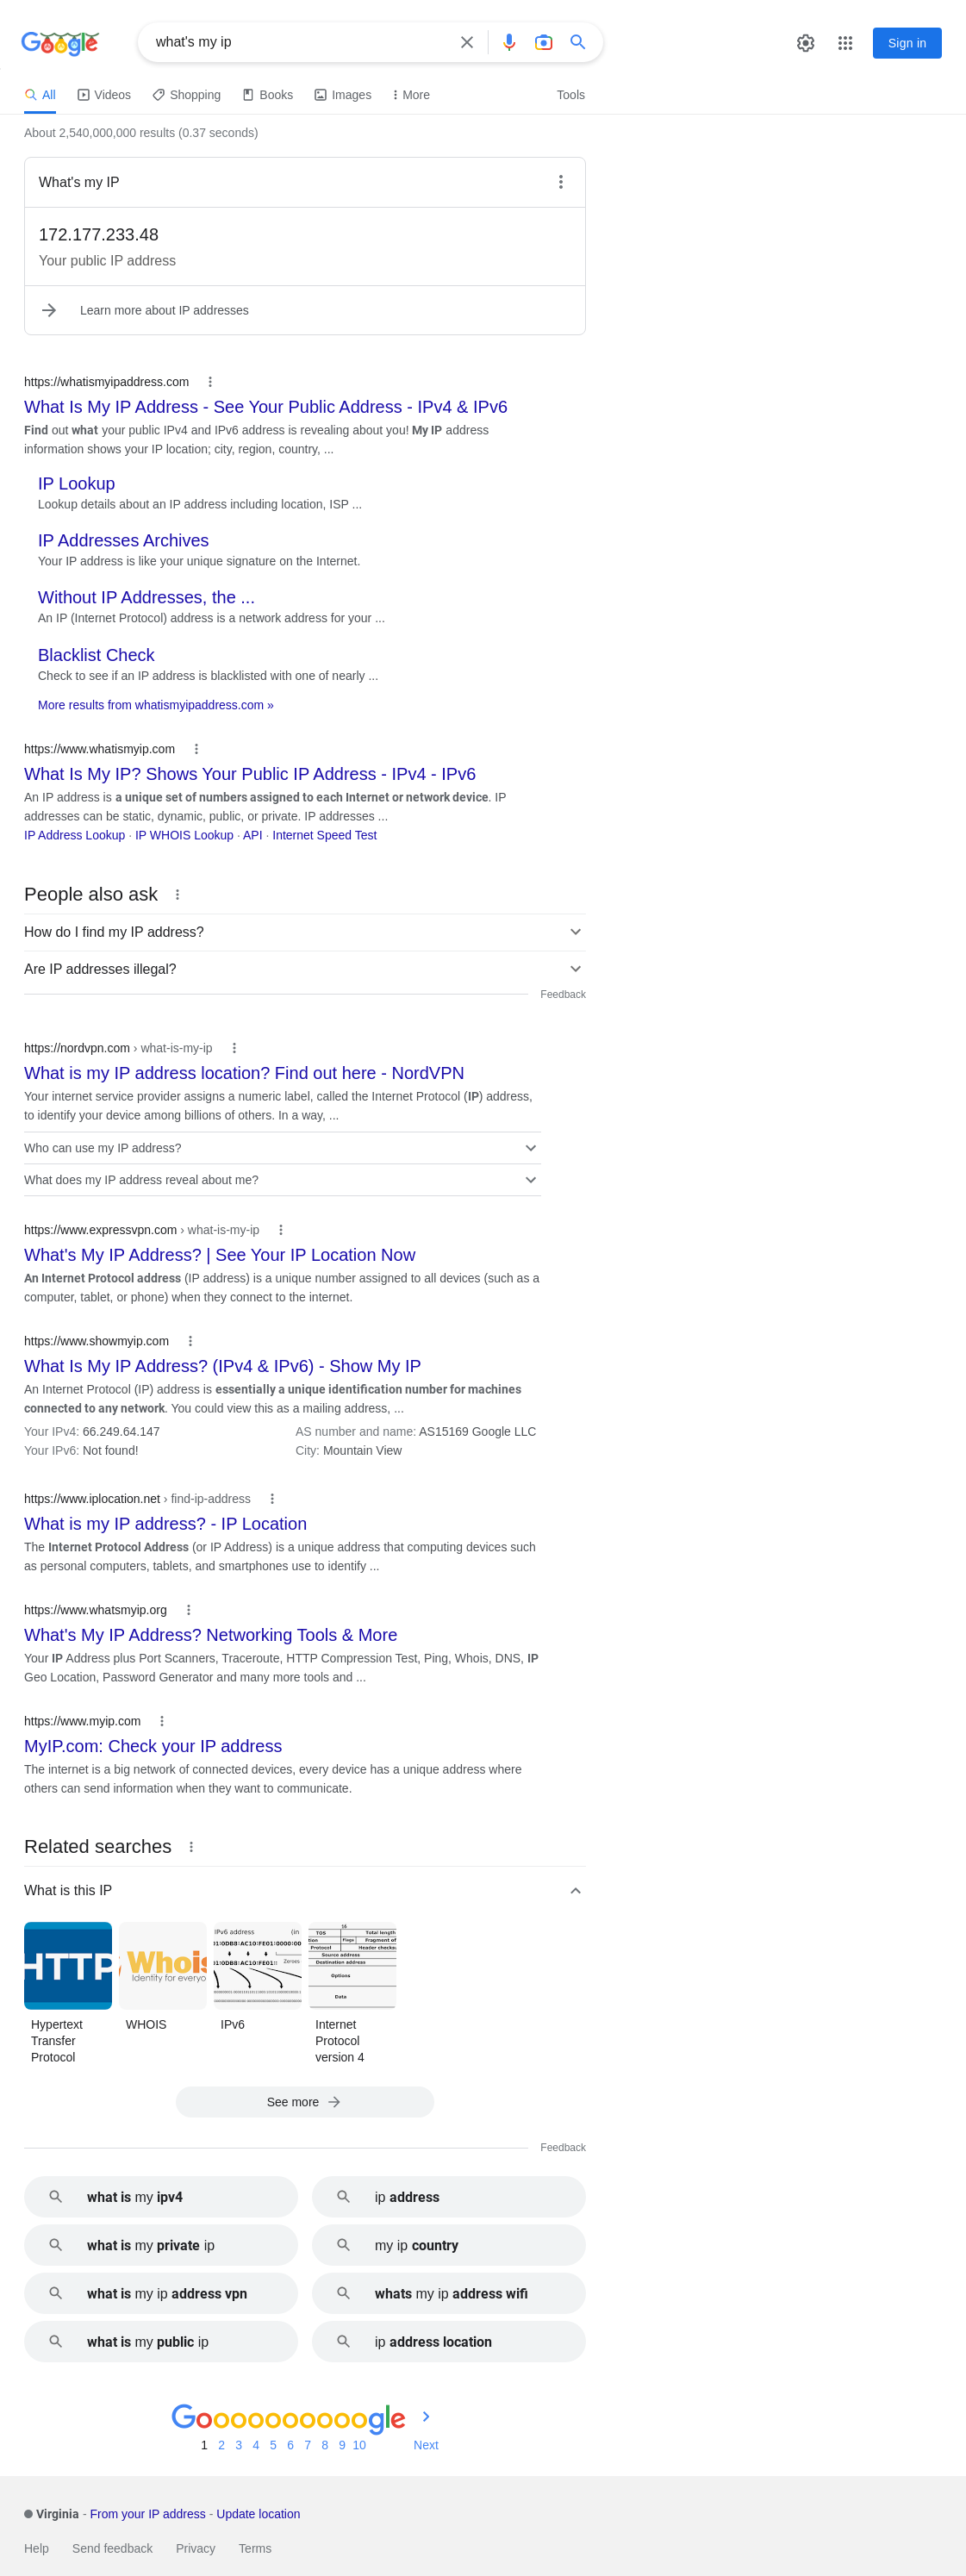 Google
what's my ip
Sign in
All
Videos
Shopping
Books
Images
More
Tools
About 2,540,000,000 results (0.37 seconds)
What's my IP
172.177.233.48
Your public IP address
Learn more about IP addresses
https://whatismyipaddress.com
What Is My IP Address - See Your Public Address - IPv4 & IPv6
Find out what your public IPv4 and IPv6 address is revealing about you! My IP address
information shows your IP location; city, region, country, ...
IP Lookup
Lookup details about an IP address including location, ISP ...
IP Addresses Archives
Your IP address is like your unique signature on the Internet.
Without IP Addresses, the ...
An IP (Internet Protocol) address is a network address for your ...
Blacklist Check
Check to see if an IP address is blacklisted with one of nearly ...
More results from whatismyipaddress.com »
https://www.whatismyip.com
What Is My IP? Shows Your Public IP Address - IPv4 - IPv6
An IP address is a unique set of numbers assigned to each Internet or network device. IP
addresses can be static, dynamic, public, or private. IP addresses ...
IP Address Lookup · IP WHOIS Lookup · API · Internet Speed Test
People also ask
How do I find my IP address?
Are IP addresses illegal?
Feedback
https://nordvpn.com › what-is-my-ip
What is my IP address location? Find out here - NordVPN
Your internet service provider assigns a numeric label, called the Internet Protocol (IP) address,
to identify your device among billions of others. In a way, ...
Who can use my IP address?
What does my IP address reveal about me?
https://www.expressvpn.com › what-is-my-ip
What's My IP Address? | See Your IP Location Now
An Internet Protocol address (IP address) is a unique number assigned to all devices (such as a
computer, tablet, or phone) when they connect to the internet.
https://www.showmyip.com
What Is My IP Address? (IPv4 & IPv6) - Show My IP
An Internet Protocol (IP) address is essentially a unique identification number for machines
connected to any network. You could view this as a mailing address, ...
Your IPv4: 66.249.64.147
AS number and name: AS15169 Google LLC
Your IPv6: Not found!
City: Mountain View
https://www.iplocation.net › find-ip-address
What is my IP address? - IP Location
The Internet Protocol Address (or IP Address) is a unique address that computing devices such
as personal computers, tablets, and smartphones use to identify ...
https://www.whatsmyip.org
What's My IP Address? Networking Tools & More
Your IP Address plus Port Scanners, Traceroute, HTTP Compression Test, Ping, Whois, DNS, IP
Geo Location, Password Generator and many more tools and ...
https://www.myip.com
MyIP.com: Check your IP address
The internet is a big network of connected devices, every device has a unique address where
others can send information when they want to communicate.
Related searches
What is this IP
HTTP
Whois
Identity for everyo
IPv6 address (in
Zeroes
16
TOS Total length
Flags Fragment of
Protocol Header checksu
Source address
Destination address
Options
Data
Hypertext
Transfer
Protocol
WHOIS
IPv6
Internet
Protocol
version 4
See more
Feedback
what is my ipv4
ip address
what is my private ip
my ip country
what is my ip address vpn
whats my ip address wifi
what is my public ip
ip address location
Goooooooooogle
1 2 3 4 5 6 7 8 9 10 Next
Virginia - From your IP address - Update location
Help Send feedback Privacy Terms